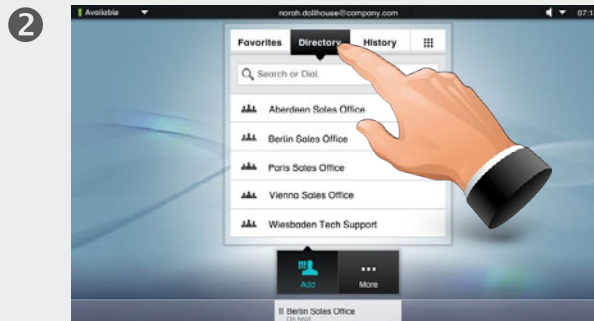 2
Available norah.dollhouse@company.com
Favorites Directory History
Search or Dial
Aberdeen Sales Office
Berlin Sales Office
Paris Sales Office
Vienna Sales Office
Wiesbaden Tech Support
Add More
Berlin Sales Office